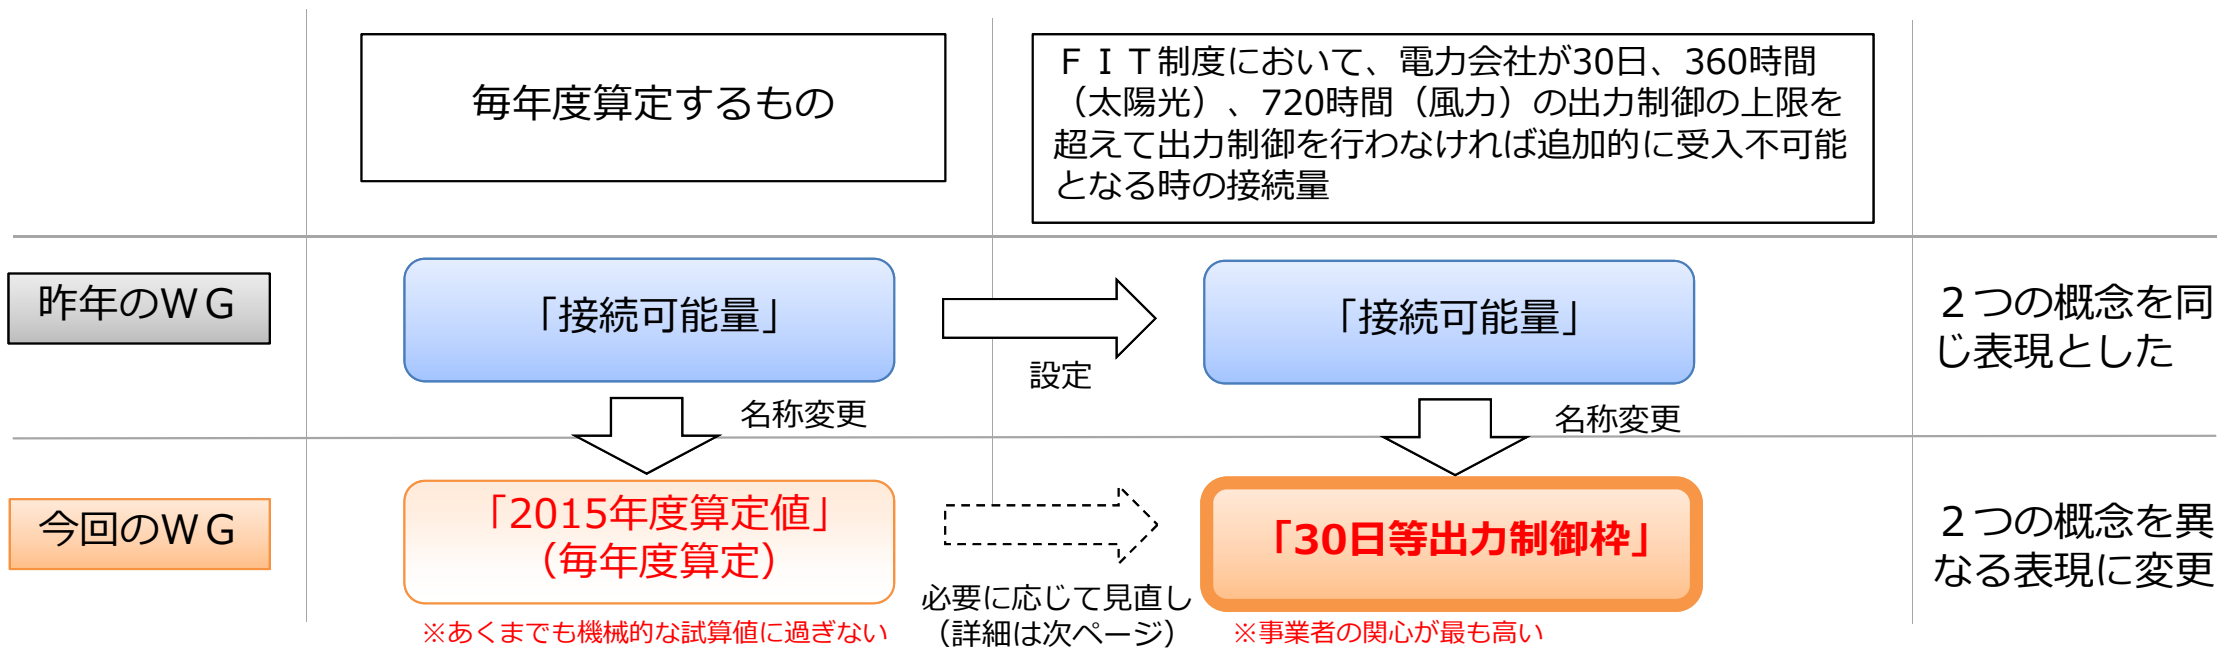 毎年度算定するもの
ＦＩＴ制度において、電力会社が30日、360時間
（太陽光）、720時間（風力）の出力制御の上限を
超えて出力制御を行わなければ追加的に受入不可能
となる時の接続量
昨年のＷＧ
「接続可能量」
設定
「接続可能量」
２つの概念を同
じ表現とした
名称変更
名称変更
今回のＷＧ
「2015年度算定値」
（毎年度算定）
※あくまでも機械的な試算値に過ぎない
必要に応じて見直し
（詳細は次ページ）
「30日等出力制御枠」
※事業者の関心が最も高い
２つの概念を異
なる表現に変更